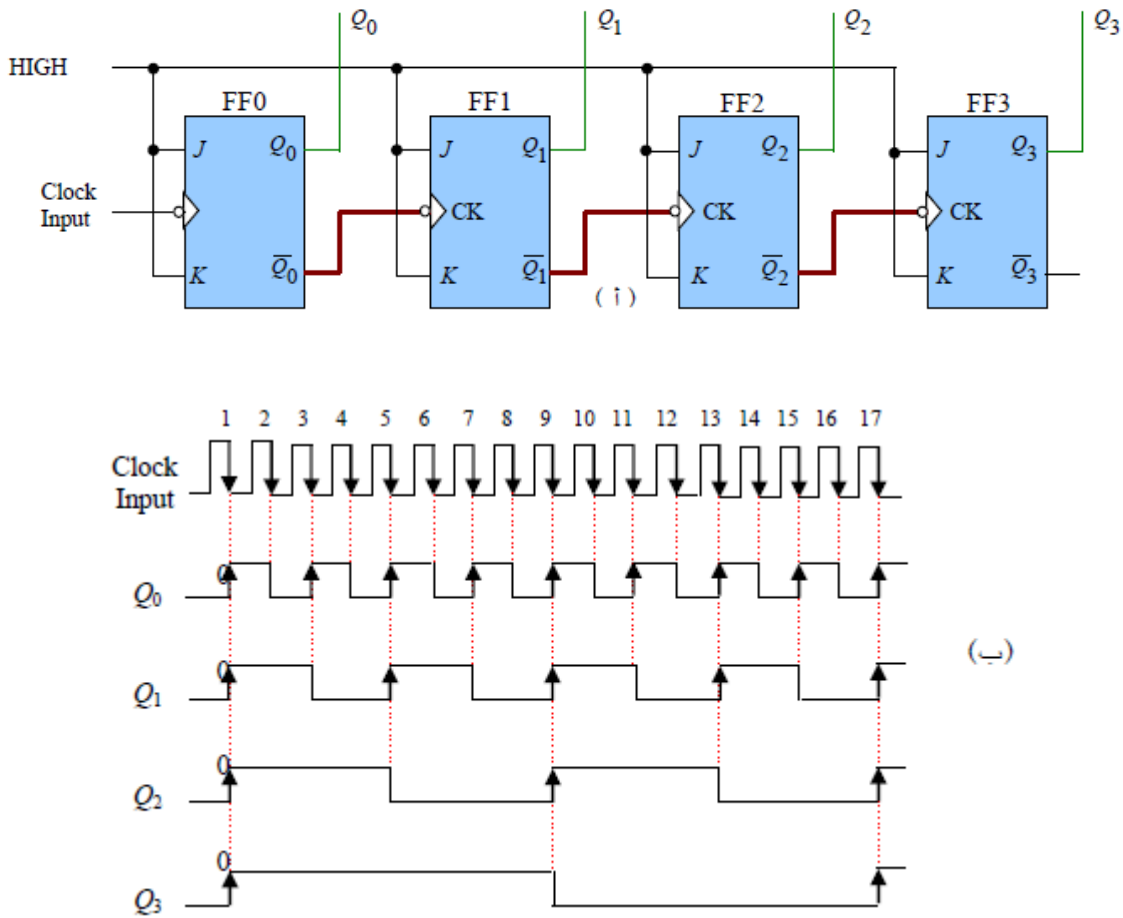 Q0 Q1 Q2 Q3
HIGH
FF0 FF1 FF2 FF3
J Q0 J Q1 J Q2 J Q3
Clock
Input
CK CK CK
K Q̅0 K Q̅1 K Q̅2 K Q̅3
(أ)
1 2 3 4 5 6 7 8 9 10 11 12 13 14 15 16 17
Clock
Input
0
Q0
(ب)
0
Q1
0
Q2
0
Q3